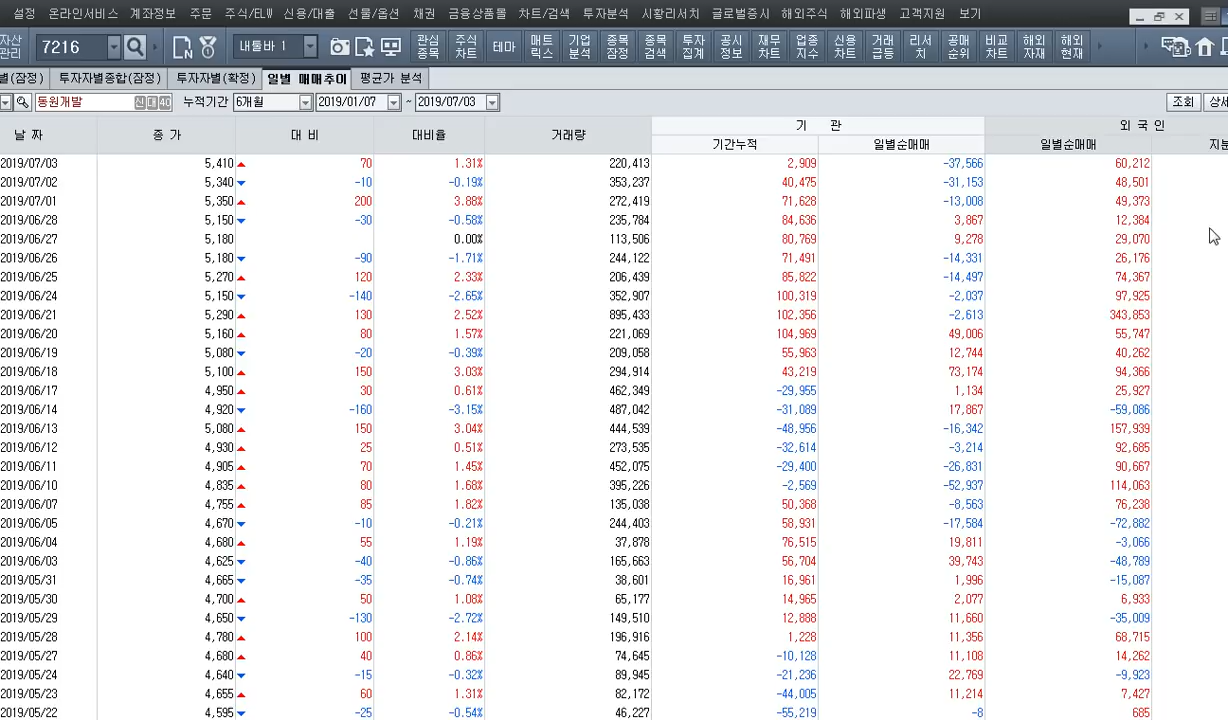 설정 온라인서비스 계좌정보 주문 주식/ELW 신용/대출 선물/옵션 채권 금융상품몰 차트/검색 투자분석 시황리서치 글로벌증시 해외주식 해외파생 고객지원 보기
자산관리 7216 내툴바 1 관심종목 주식차트 테마 매트릭스 기업분석 종목잠정 종목검색 투자집계 공시정보 재무차트 업종지수 신용차트 거래급등 리서치 공매순위 비교차트 해외자재 해외현재
별(잠정) 투자자별종합(잠정) 투자자별(확정) 일별 매매추이 평균가 분석
동원개발 신 대 40 누적기간 6개월 2019/01/07 ~ 2019/07/03 조회 상세
날 짜 종 가 대 비 대비율 거래량 기 관 외 국 인
기간누적 일별순매매 일별순매매 지분
2019/07/03 5,410 ▲ 70 1.31% 220,413 2,909 -37,566 60,212
2019/07/02 5,340 ▼ -10 -0.19% 353,237 40,475 -31,153 48,501
2019/07/01 5,350 ▲ 200 3.88% 272,419 71,628 -13,008 49,373
2019/06/28 5,150 ▼ -30 -0.58% 235,784 84,636 3,867 12,384
2019/06/27 5,180 0.00% 113,506 80,769 9,278 29,070
2019/06/26 5,180 ▼ -90 -1.71% 244,122 71,491 -14,331 26,176
2019/06/25 5,270 ▲ 120 2.33% 206,439 85,822 -14,497 74,367
2019/06/24 5,150 ▼ -140 -2.65% 352,907 100,319 -2,037 97,925
2019/06/21 5,290 ▲ 130 2.52% 895,433 102,356 -2,613 343,853
2019/06/20 5,160 ▲ 80 1.57% 221,069 104,969 49,006 55,747
2019/06/19 5,080 ▼ -20 -0.39% 209,058 55,963 12,744 40,262
2019/06/18 5,100 ▲ 150 3.03% 294,914 43,219 73,174 94,366
2019/06/17 4,950 ▲ 30 0.61% 462,349 -29,955 1,134 25,927
2019/06/14 4,920 ▼ -160 -3.15% 487,042 -31,089 17,867 -59,086
2019/06/13 5,080 ▲ 150 3.04% 444,539 -48,956 -16,342 157,939
2019/06/12 4,930 ▲ 25 0.51% 273,535 -32,614 -3,214 92,685
2019/06/11 4,905 ▲ 70 1.45% 452,075 -29,400 -26,831 90,667
2019/06/10 4,835 ▲ 80 1.68% 395,226 -2,569 -52,937 114,063
2019/06/07 4,755 ▲ 85 1.82% 135,038 50,368 -8,563 76,238
2019/06/05 4,670 ▼ -10 -0.21% 244,403 58,931 -17,584 -72,882
2019/06/04 4,680 ▲ 55 1.19% 37,878 76,515 19,811 -3,066
2019/06/03 4,625 ▼ -40 -0.86% 165,663 56,704 39,743 -48,789
2019/05/31 4,665 ▼ -35 -0.74% 38,601 16,961 1,996 -15,087
2019/05/30 4,700 ▲ 50 1.08% 65,177 14,965 2,077 6,933
2019/05/29 4,650 ▼ -130 -2.72% 149,510 12,888 11,660 -35,009
2019/05/28 4,780 ▲ 100 2.14% 196,916 1,228 11,356 68,715
2019/05/27 4,680 ▲ 40 0.86% 74,645 -10,128 11,108 14,262
2019/05/24 4,640 ▼ -15 -0.32% 89,945 -21,236 22,769 -9,923
2019/05/23 4,655 ▲ 60 1.31% 82,172 -44,005 11,214 7,427
2019/05/22 4,595 ▼ -25 -0.54% 46,227 -55,219 -8 685